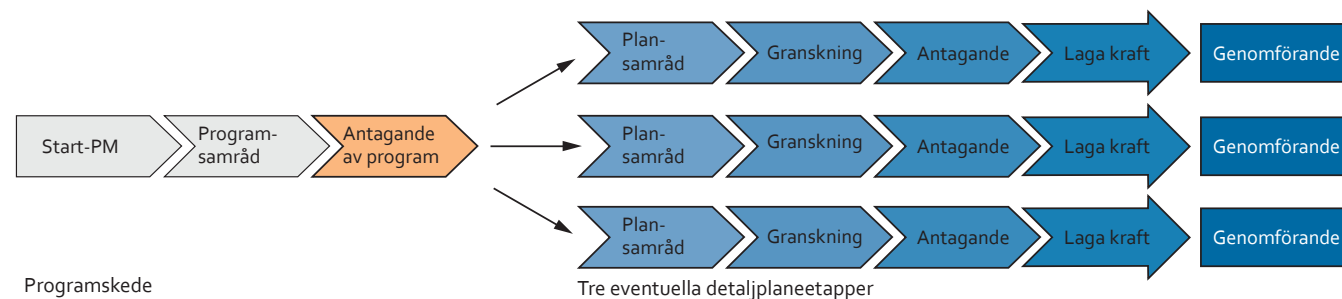 Plan-
samråd
Granskning
Antagande
Laga kraft
Genomförande
Start-PM
Program-
samråd
Antagande
av program
Plan-
samråd
Granskning
Antagande
Laga kraft
Genomförande
Plan-
samråd
Granskning
Antagande
Laga kraft
Genomförande
Programskede
Tre eventuella detaljplaneetapper